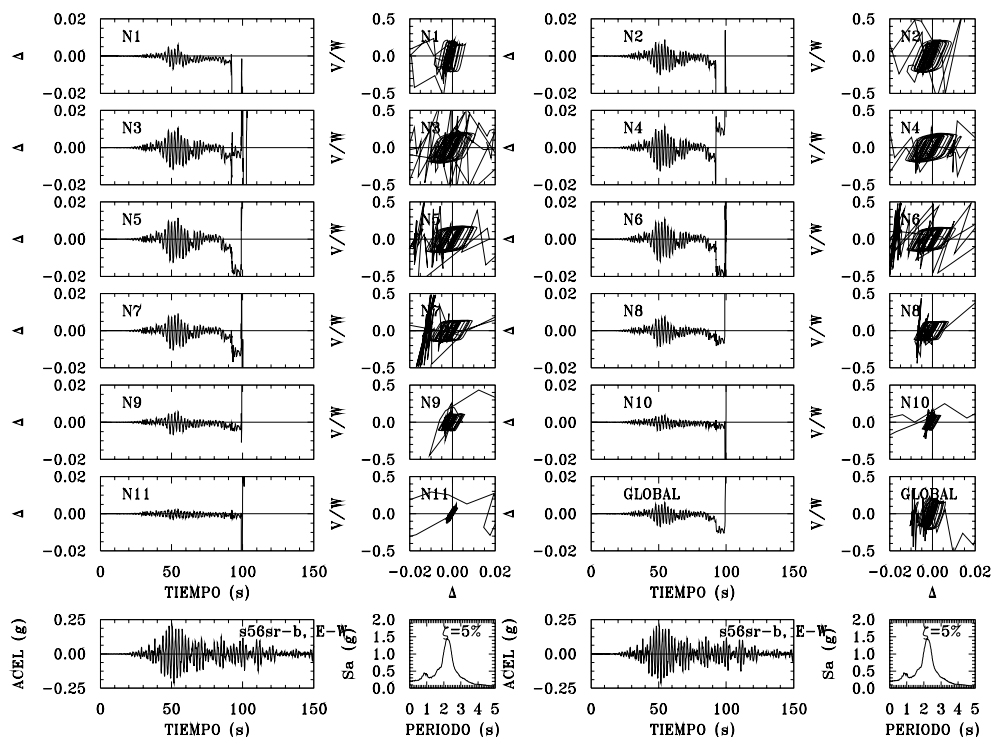 0.02 0.5 0.02 0.5
N1 N1 N2 N2
Δ 0.00 V/W 0.0 Δ 0.00 V/W 0.0
-0.02 -0.5 -0.02 -0.5
0.02 0.5 0.02 0.5
N3 N3 N4 N4
Δ 0.00 V/W 0.0 Δ 0.00 V/W 0.0
-0.02 -0.5 -0.02 -0.5
0.02 0.5 0.02 0.5
N5 N5 N6 N6
Δ 0.00 V/W 0.0 Δ 0.00 V/W 0.0
-0.02 -0.5 -0.02 -0.5
0.02 0.5 0.02 0.5
N7 N7 N8 N8
Δ 0.00 V/W 0.0 Δ 0.00 V/W 0.0
-0.02 -0.5 -0.02 -0.5
0.02 0.5 0.02 0.5
N9 N9 N10 N10
Δ 0.00 V/W 0.0 Δ 0.00 V/W 0.0
-0.02 -0.5 -0.02 -0.5
0.02 0.5 0.02 0.5
N11 N11 GLOBAL GLOBAL
Δ 0.00 V/W 0.0 Δ 0.00 V/W 0.0
-0.02 -0.5 -0.02 -0.5
0 50 100 150 -0.02 0.00 0.02 0 50 100 150 -0.02 0.00 0.02
TIEMPO (s) Δ TIEMPO (s) Δ
0.25 2.0 0.25 2.0
s56sr-b, E-W ζ=5% s56sr-b, E-W ζ=5%
1.5 1.5
ACEL (g) 0.00 Sa (g) 1.0 ACEL (g) 0.00 Sa (g) 1.0
0.5 0.5
-0.25 0.0 -0.25 0.0
0 50 100 150 0 1 2 3 4 5 0 50 100 150 0 1 2 3 4 5
TIEMPO (s) PERIODO (s) TIEMPO (s) PERIODO (s)